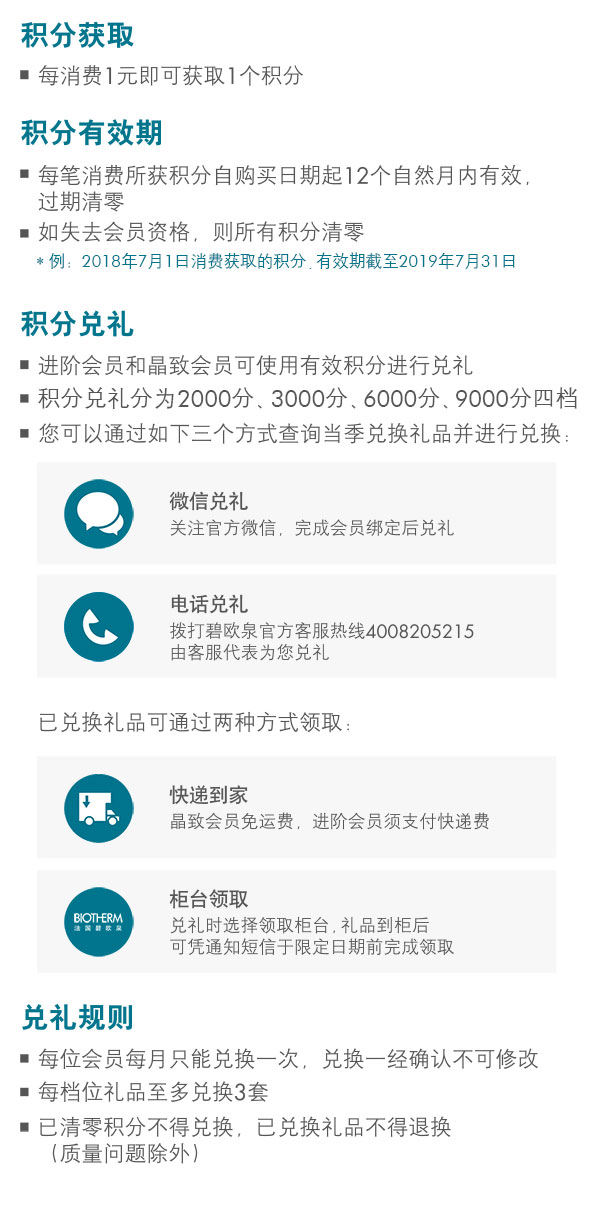 积分获取
■ 每消费1元即可获取1个积分
积分有效期
■ 每笔消费所获积分自购买日期起12个自然月内有效，
过期清零
■ 如失去会员资格，则所有积分清零
* 例：2018年7月1日消费获取的积分，有效期截至2019年7月31日
积分兑礼
■ 进阶会员和晶致会员可使用有效积分进行兑礼
■ 积分兑礼分为2000分、3000分、6000分、9000分四档
■ 您可以通过如下三个方式查询当季兑换礼品并进行兑换：
微信兑礼
关注官方微信，完成会员绑定后兑礼
电话兑礼
拨打碧欧泉官方客服热线4008205215
由客服代表为您兑礼
已兑换礼品可通过两种方式领取：
快递到家
晶致会员免运费，进阶会员须支付快递费
BIOTHERM
法国碧欧泉
柜台领取
兑礼时选择领取柜台，礼品到柜后
可凭通知短信于限定日期前完成领取
兑礼规则
■ 每位会员每月只能兑换一次，兑换一经确认不可修改
■ 每档位礼品至多兑换3套
■ 已清零积分不得兑换，已兑换礼品不得退换
（质量问题除外）